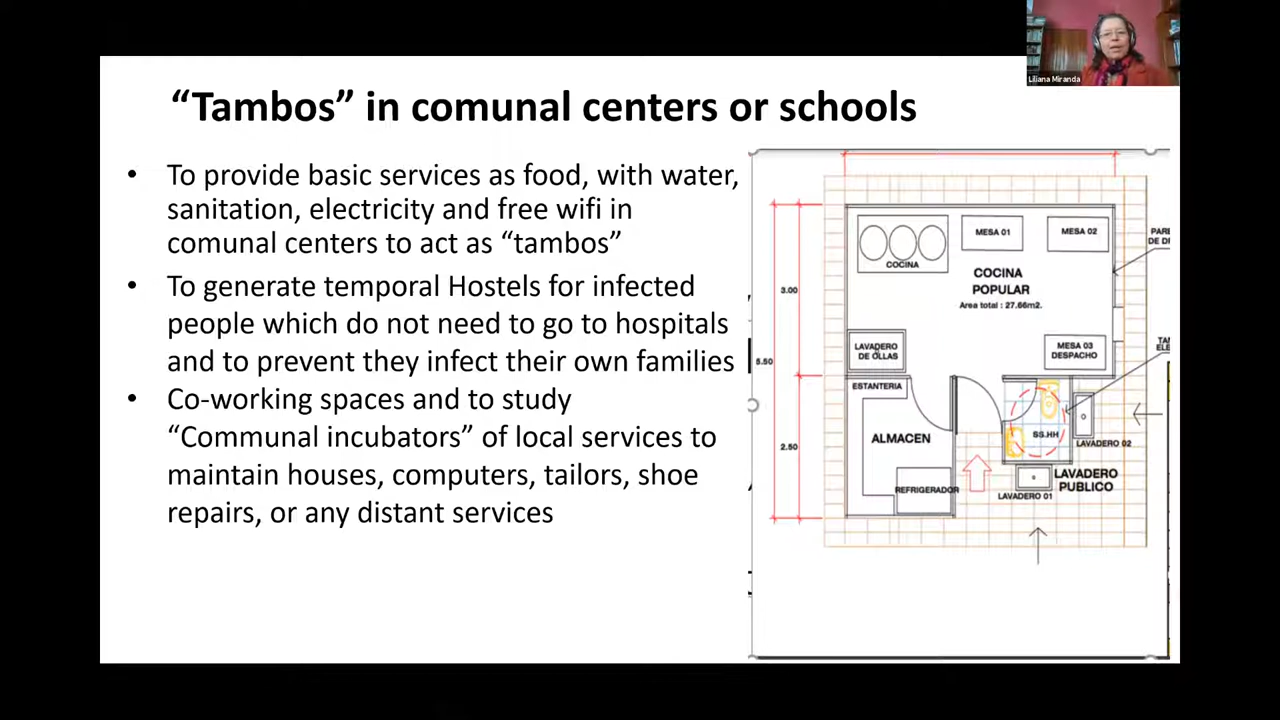 Liliana Miranda
“Tambos” in comunal centers or schools
• To provide basic services as food, with water,
sanitation, electricity and free wifi in
comunal centers to act as “tambos”
• To generate temporal Hostels for infected
people which do not need to go to hospitals
and to prevent they infect their own families
• Co-working spaces and to study
“Communal incubators” of local services to
maintain houses, computers, tailors, shoe
repairs, or any distant services
COCINA
MESA 01
MESA 02
COCINA
POPULAR
Area total : 27.66m2.
3.00
5.50
LAVADERO
DE OLLAS
MESA 03
DESPACHO
ESTANTERIA
ALMACEN
2.50
REFRIGERADOR
SS.HH
LAVADERO 02
LAVADERO
PUBLICO
LAVADERO 01